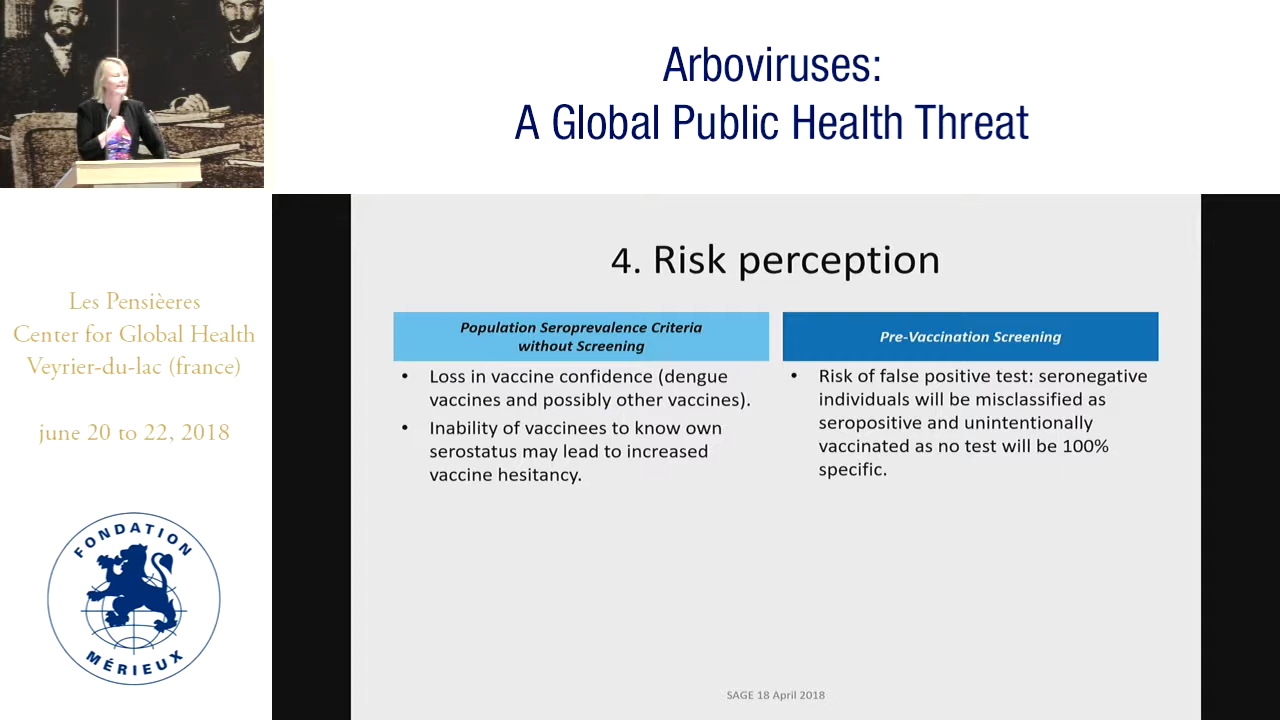 Arboviruses:
A Global Public Health Threat
Les Pensièeres
Center for Global Health
Veyrier-du-lac (france)
june 20 to 22, 2018
FONDATION
MÉRIEUX
4. Risk perception
Population Seroprevalence Criteria
without Screening
• Loss in vaccine confidence (dengue
vaccines and possibly other vaccines).
• Inability of vaccinees to know own
serostatus may lead to increased
vaccine hesitancy.
Pre-Vaccination Screening
• Risk of false positive test: seronegative
individuals will be misclassified as
seropositive and unintentionally
vaccinated as no test will be 100%
specific.
SAGE 18 April 2018